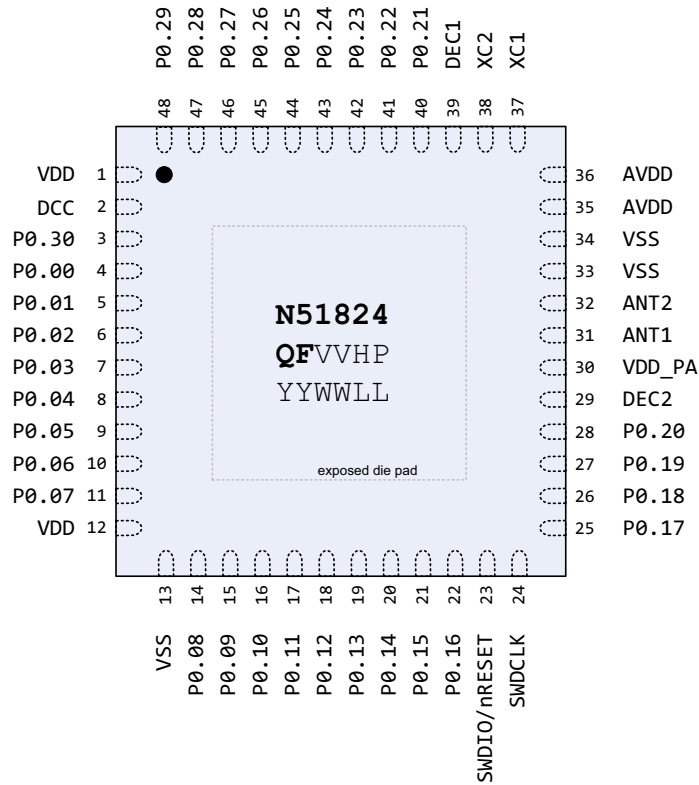 P0.29 P0.28 P0.27 P0.26 P0.25 P0.24 P0.23 P0.22 P0.21 DEC1 XC2 XC1
48 47 46 45 44 43 42 41 40 39 38 37
VDD 1 36 AVDD
DCC 2 35 AVDD
P0.30 3 34 VSS
P0.00 4 33 VSS
P0.01 5 32 ANT2
P0.02 6 31 ANT1
P0.03 7 30 VDD_PA
P0.04 8 29 DEC2
P0.05 9 28 P0.20
P0.06 10 27 P0.19
P0.07 11 26 P0.18
VDD 12 25 P0.17
N51824
QFVVHP
YYWWLL
exposed die pad
13 14 15 16 17 18 19 20 21 22 23 24
VSS P0.08 P0.09 P0.10 P0.11 P0.12 P0.13 P0.14 P0.15 P0.16 SWDIO/nRESET SWDCLK